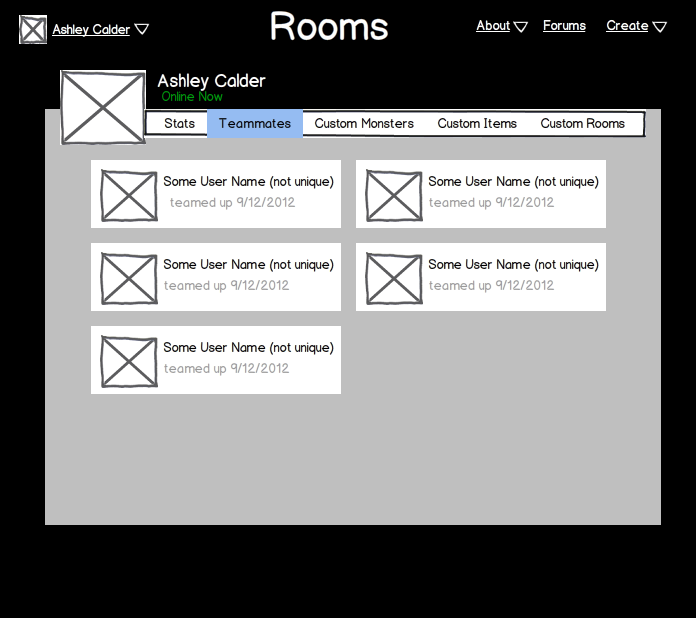 Ashley Calder
Rooms
About Forums Create
Ashley Calder
Online Now
Stats Teammates Custom Monsters Custom Items Custom Rooms
Some User Name (not unique)
teamed up 9/12/2012
Some User Name (not unique)
teamed up 9/12/2012
Some User Name (not unique)
teamed up 9/12/2012
Some User Name (not unique)
teamed up 9/12/2012
Some User Name (not unique)
teamed up 9/12/2012